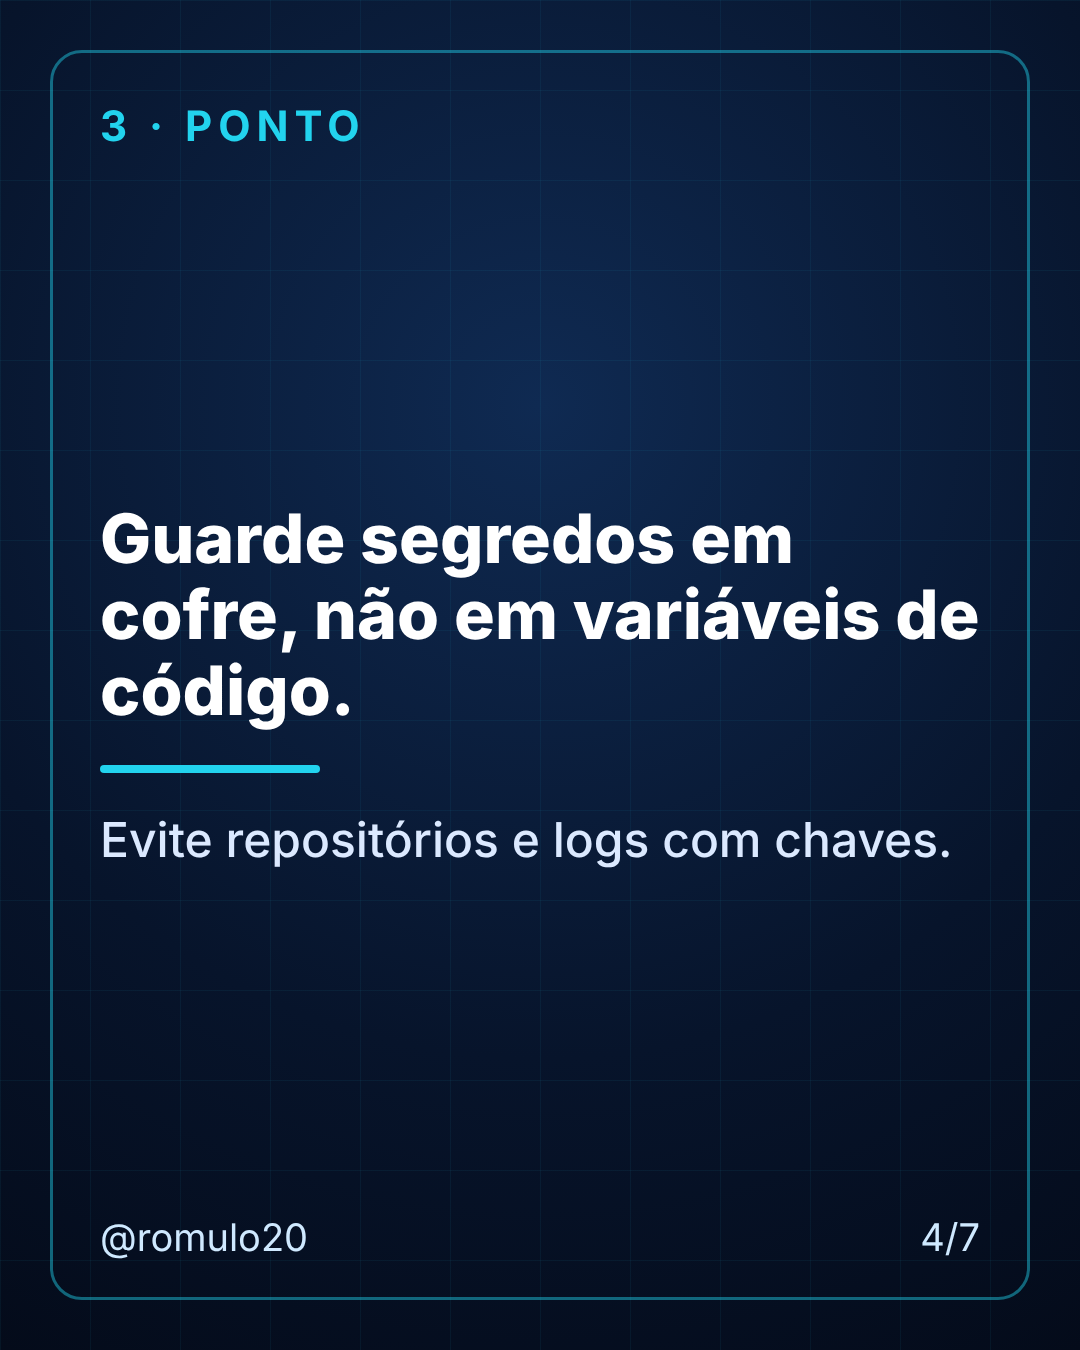 3 · PONTO
Guarde segredos em
cofre, não em variáveis de
código.
Evite repositórios e logs com chaves.
@romulo20
4/7